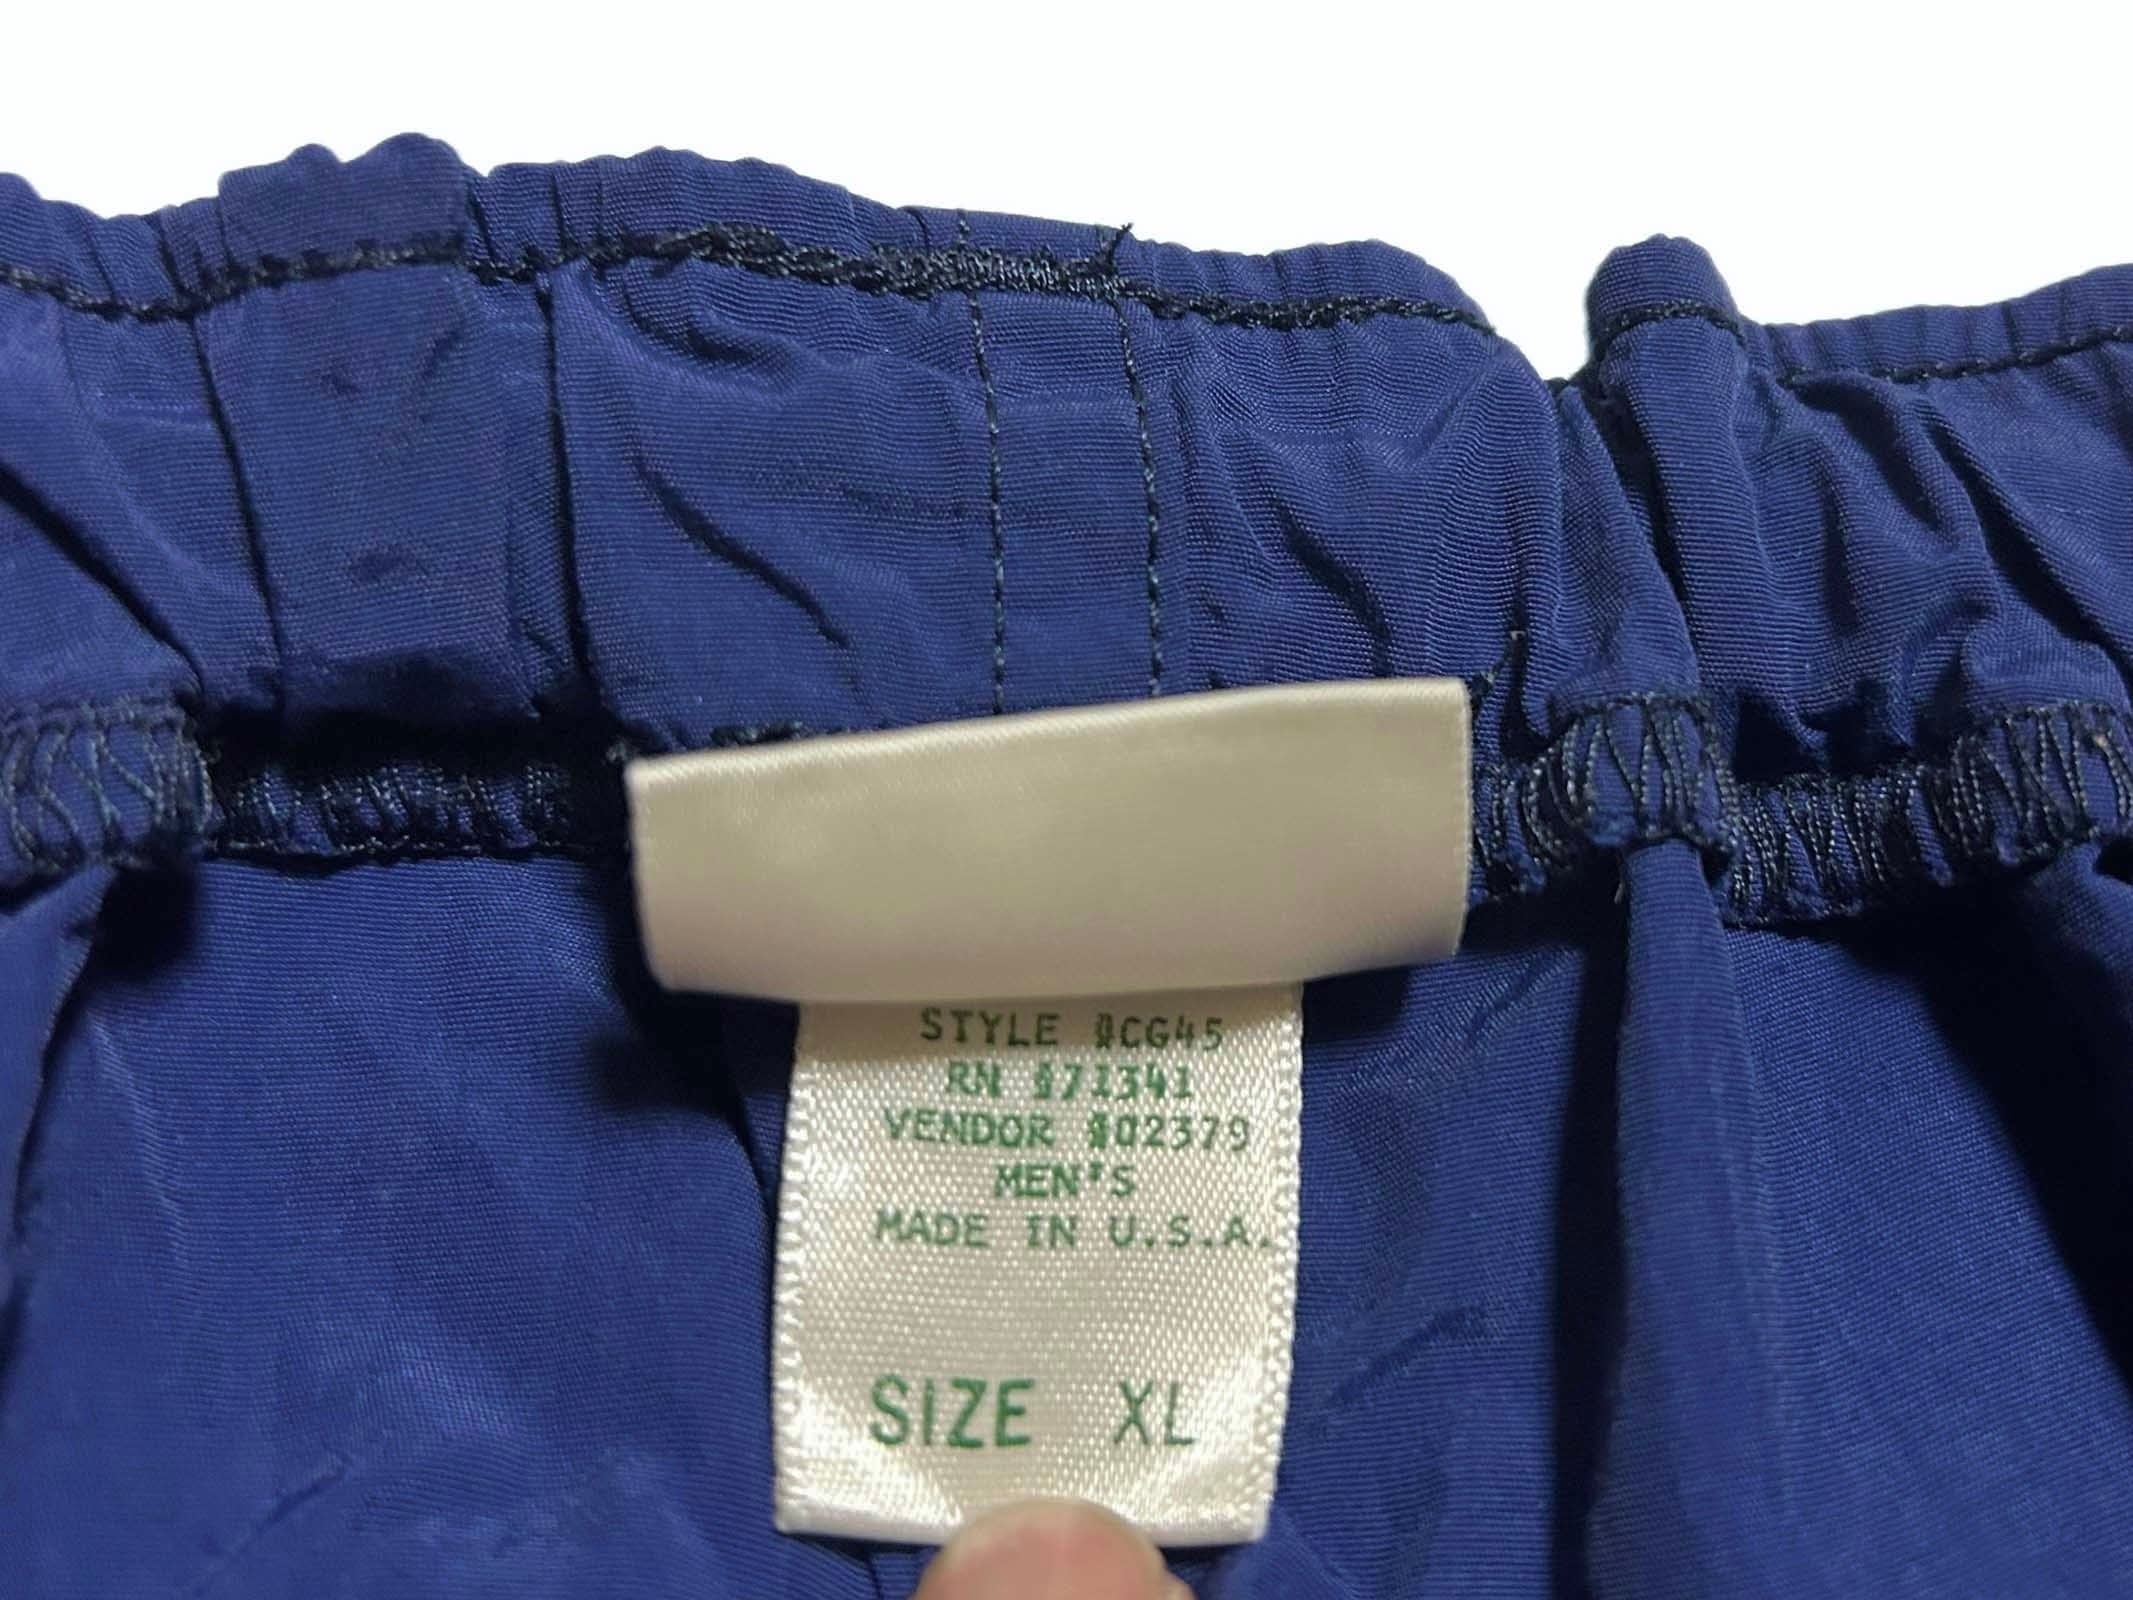 STYLE #CG45
RN #71341
VENDOR #02379
MEN'S
MADE IN U.S.A.
SIZE XL